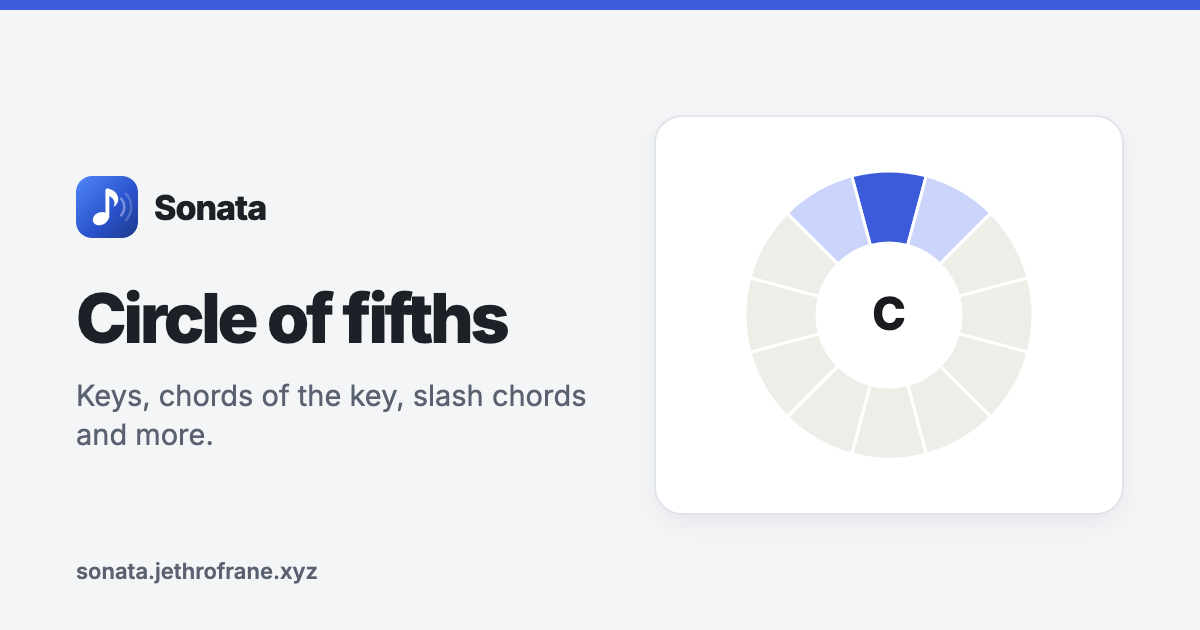 Sonata
Circle of fifths
Keys, chords of the key, slash chords
and more.
C
sonata.jethrofrane.xyz